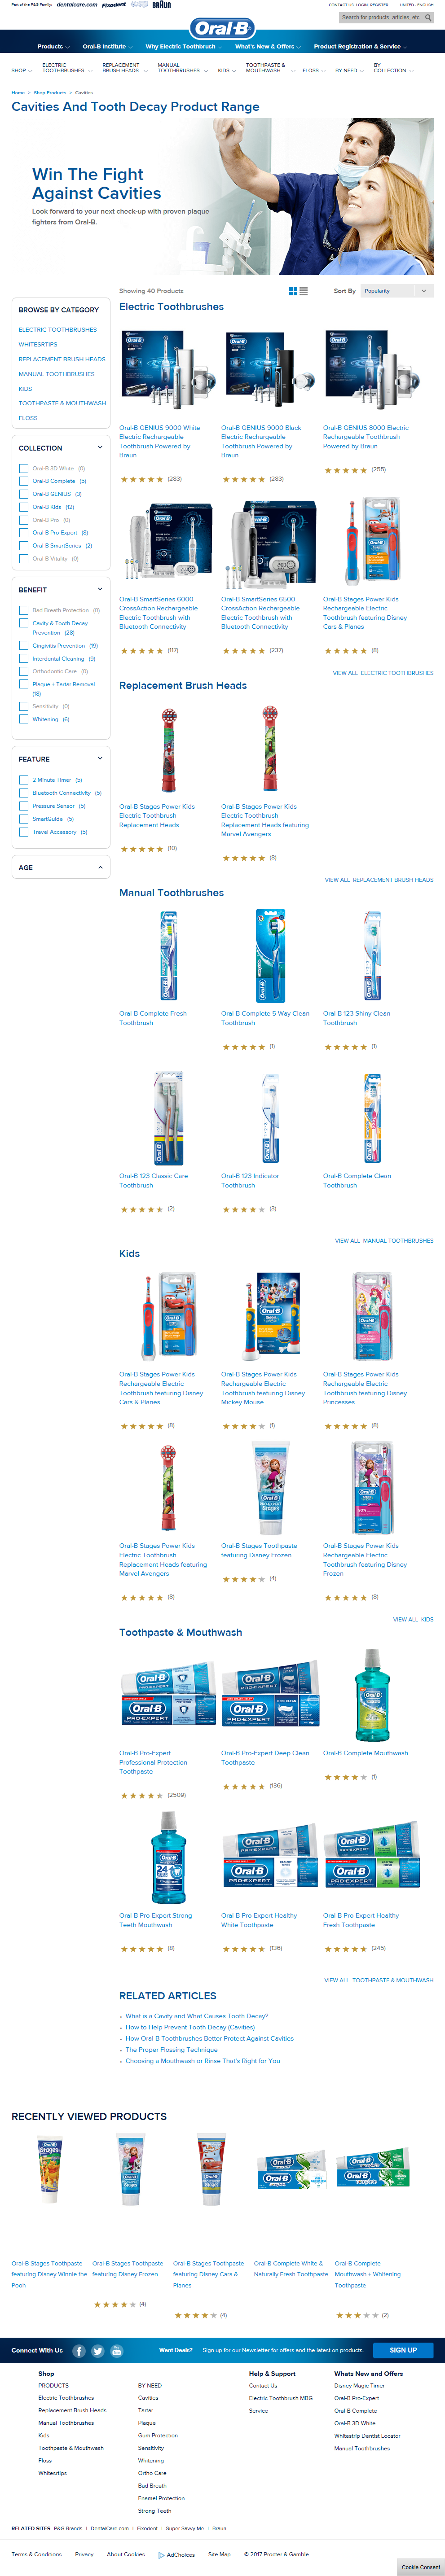 Part of the P&G Family: dentalcare.com Fixodent BRAUN
CONTACT US LOGIN REGISTER UNITED - ENGLISH
Search for products, articles, etc.
Oral-B
Products Oral-B Institute Why Electric Toothbrush What's New & Offers Product Registration & Service
SHOP ELECTRIC TOOTHBRUSHES REPLACEMENT BRUSH HEADS MANUAL TOOTHBRUSHES KIDS TOOTHPASTE & MOUTHWASH FLOSS BY NEED BY COLLECTION
Home Shop Products Cavities
Cavities And Tooth Decay Product Range
Win The Fight
Against Cavities
Look forward to your next check-up with proven plaque
fighters from Oral-B.
Showing 40 Products
Sort By Popularity
BROWSE BY CATEGORY
ELECTRIC TOOTHBRUSHES
WHITESRTIPS
REPLACEMENT BRUSH HEADS
MANUAL TOOTHBRUSHES
KIDS
TOOTHPASTE & MOUTHWASH
FLOSS
COLLECTION
Oral-B 3D White (0)
Oral-B Complete (5)
Oral-B GENIUS (3)
Oral-B Kids (12)
Oral-B Pro (0)
Oral-B Pro-Expert (8)
Oral-B SmartSeries (2)
Oral-B Vitality (0)
BENEFIT
Bad Breath Protection (0)
Cavity & Tooth Decay
Prevention (28)
Gingivitis Prevention (19)
Interdental Cleaning (9)
Orthodontic Care (0)
Plaque + Tartar Removal
(18)
Sensitivity (0)
Whitening (6)
FEATURE
2 Minute Timer (5)
Bluetooth Connectivity (5)
Pressure Sensor (5)
SmartGuide (5)
Travel Accessory (5)
AGE
Electric Toothbrushes
Oral-B GENIUS 9000 White
Electric Rechargeable
Toothbrush Powered by
Braun
(283)
Oral-B GENIUS 9000 Black
Electric Rechargeable
Toothbrush Powered by
Braun
(283)
Oral-B GENIUS 8000 Electric
Rechargeable Toothbrush
Powered by Braun
(255)
Oral-B SmartSeries 6000
CrossAction Rechargeable
Electric Toothbrush with
Bluetooth Connectivity
(117)
Oral-B SmartSeries 6500
CrossAction Rechargeable
Electric Toothbrush with
Bluetooth Connectivity
(237)
Oral-B Stages Power Kids
Rechargeable Electric
Toothbrush featuring Disney
Cars & Planes
(8)
VIEW ALL ELECTRIC TOOTHBRUSHES
Replacement Brush Heads
Oral-B Stages Power Kids
Electric Toothbrush
Replacement Heads
(10)
Oral-B Stages Power Kids
Electric Toothbrush
Replacement Heads featuring
Marvel Avengers
(8)
VIEW ALL REPLACEMENT BRUSH HEADS
Manual Toothbrushes
Oral-B Complete Fresh
Toothbrush
Oral-B Complete 5 Way Clean
Toothbrush
(1)
Oral-B 123 Shiny Clean
Toothbrush
(1)
Oral-B 123 Classic Care
Toothbrush
(2)
Oral-B 123 Indicator
Toothbrush
(3)
Oral-B Complete Clean
Toothbrush
VIEW ALL MANUAL TOOTHBRUSHES
Kids
Oral-B Stages Power Kids
Rechargeable Electric
Toothbrush featuring Disney
Cars & Planes
(8)
Oral-B Stages Power Kids
Rechargeable Electric
Toothbrush featuring Disney
Mickey Mouse
(1)
Oral-B Stages Power Kids
Rechargeable Electric
Toothbrush featuring Disney
Princesses
(8)
Oral-B Stages Power Kids
Electric Toothbrush
Replacement Heads featuring
Marvel Avengers
(8)
Oral-B Stages Toothpaste
featuring Disney Frozen
(4)
Oral-B Stages Power Kids
Rechargeable Electric
Toothbrush featuring Disney
Frozen
(6)
VIEW ALL KIDS
Toothpaste & Mouthwash
Oral-B Pro-Expert
Professional Protection
Toothpaste
(2509)
Oral-B Pro-Expert Deep Clean
Toothpaste
(136)
Oral-B Complete Mouthwash
(1)
Oral-B Pro-Expert Strong
Teeth Mouthwash
(8)
Oral-B Pro-Expert Healthy
White Toothpaste
(136)
Oral-B Pro-Expert Healthy
Fresh Toothpaste
(245)
VIEW ALL TOOTHPASTE & MOUTHWASH
RELATED ARTICLES
What is a Cavity and What Causes Tooth Decay?
How to Help Prevent Tooth Decay (Cavities)
How Oral-B Toothbrushes Better Protect Against Cavities
The Proper Flossing Technique
Choosing a Mouthwash or Rinse That's Right for You
RECENTLY VIEWED PRODUCTS
Oral-B Stages Toothpaste
featuring Disney Winnie the
Pooh
Oral-B Stages Toothpaste
featuring Disney Frozen
(4)
Oral-B Stages Toothpaste
featuring Disney Cars &
Planes
(4)
Oral-B Complete White &
Naturally Fresh Toothpaste
Oral-B Complete
Mouthwash + Whitening
Toothpaste
(2)
Connect With Us
Want Deals? Sign up for our Newsletter for offers and the latest on products. SIGN UP
Shop
PRODUCTS
Electric Toothbrushes
Replacement Brush Heads
Manual Toothbrushes
Kids
Toothpaste & Mouthwash
Floss
Whitesrtips
BY NEED
Cavities
Tartar
Plaque
Gum Protection
Sensitivity
Whitening
Ortho Care
Bad Breath
Enamel Protection
Strong Teeth
Help & Support
Contact Us
Electric Toothbrush MBG
Service
Whats New and Offers
Disney Magic Timer
Oral-B Pro-Expert
Oral-B Complete
Oral-B 3D White
Whitestrip Dentist Locator
Manual Toothbrushes
RELATED SITES P&G Brands | DentalCare.com | Fixodent | Super Savvy Me | Braun
Terms & Conditions Privacy About Cookies AdChoices Site Map © 2017 Procter & Gamble
Cookie Consent